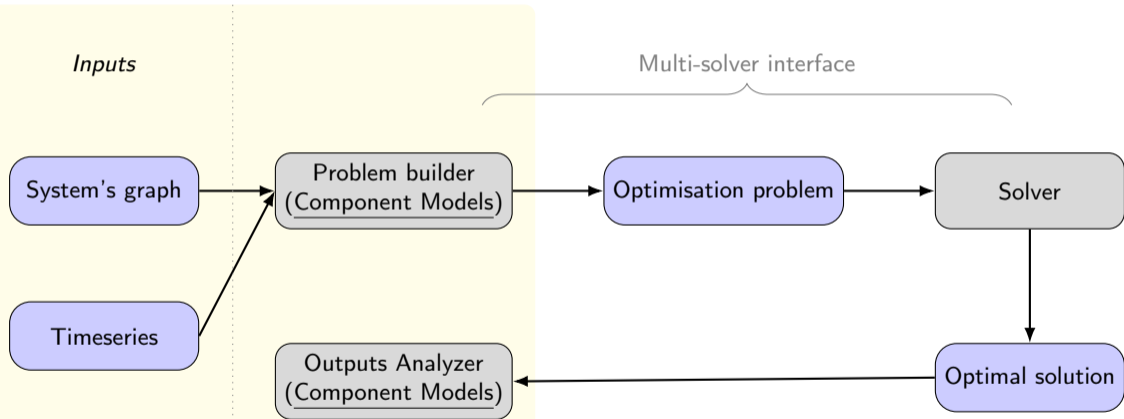 Inputs
Multi-solver interface
System's graph
Problem builder
(Component Models)
Optimisation problem
Solver
Timeseries
Outputs Analyzer
(Component Models)
Optimal solution